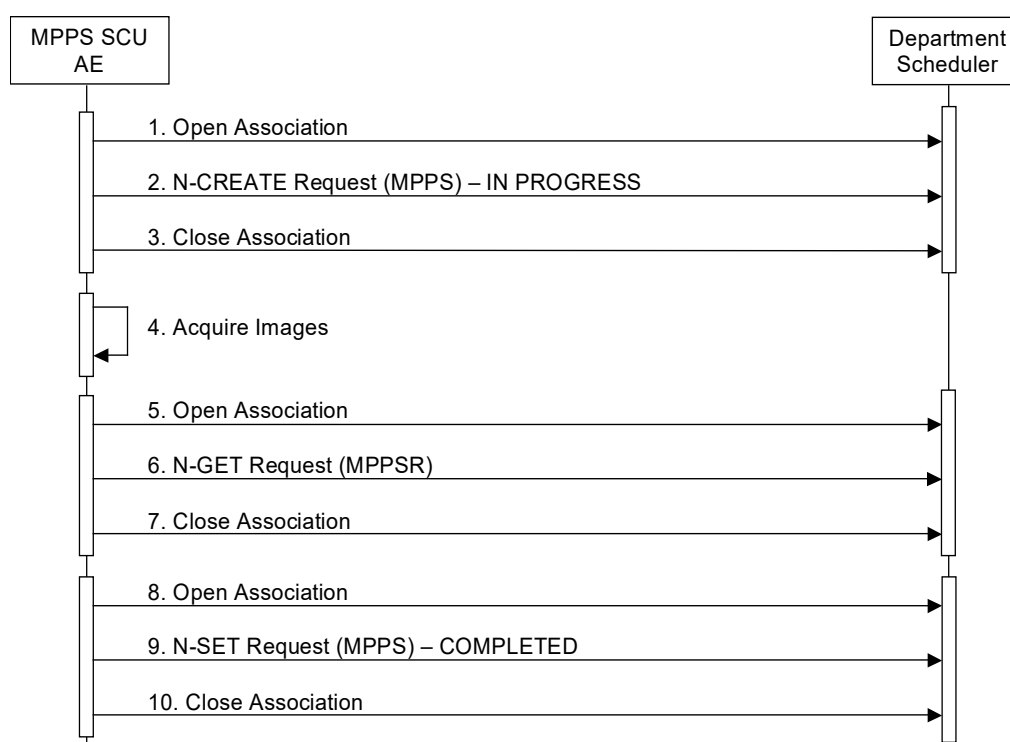 MPPS SCU
AE
Department
Scheduler
1. Open Association
2. N-CREATE Request (MPPS) – IN PROGRESS
3. Close Association
4. Acquire Images
5. Open Association
6. N-GET Request (MPPSR)
7. Close Association
8. Open Association
9. N-SET Request (MPPS) – COMPLETED
10. Close Association